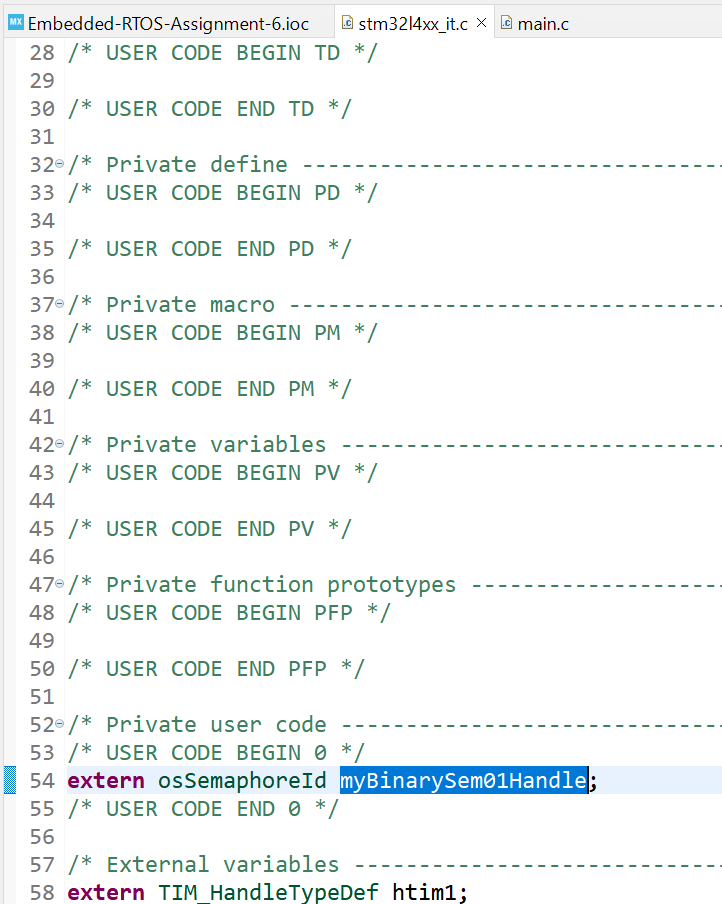 MX Embedded-RTOS-Assignment-6.ioc stm32l4xx_it.c main.c
28 /* USER CODE BEGIN TD */
29
30 /* USER CODE END TD */
31
32 /* Private define ---------------------------------
33 /* USER CODE BEGIN PD */
34
35 /* USER CODE END PD */
36
37 /* Private macro ----------------------------------
38 /* USER CODE BEGIN PM */
39
40 /* USER CODE END PM */
41
42 /* Private variables ------------------------------
43 /* USER CODE BEGIN PV */
44
45 /* USER CODE END PV */
46
47 /* Private function prototypes --------------------
48 /* USER CODE BEGIN PFP */
49
50 /* USER CODE END PFP */
51
52 /* Private user code ------------------------------
53 /* USER CODE BEGIN 0 */
54 extern osSemaphoreId myBinarySem01Handle;
55 /* USER CODE END 0 */
56
57 /* External variables -----------------------------
58 extern TIM_HandleTypeDef htim1;